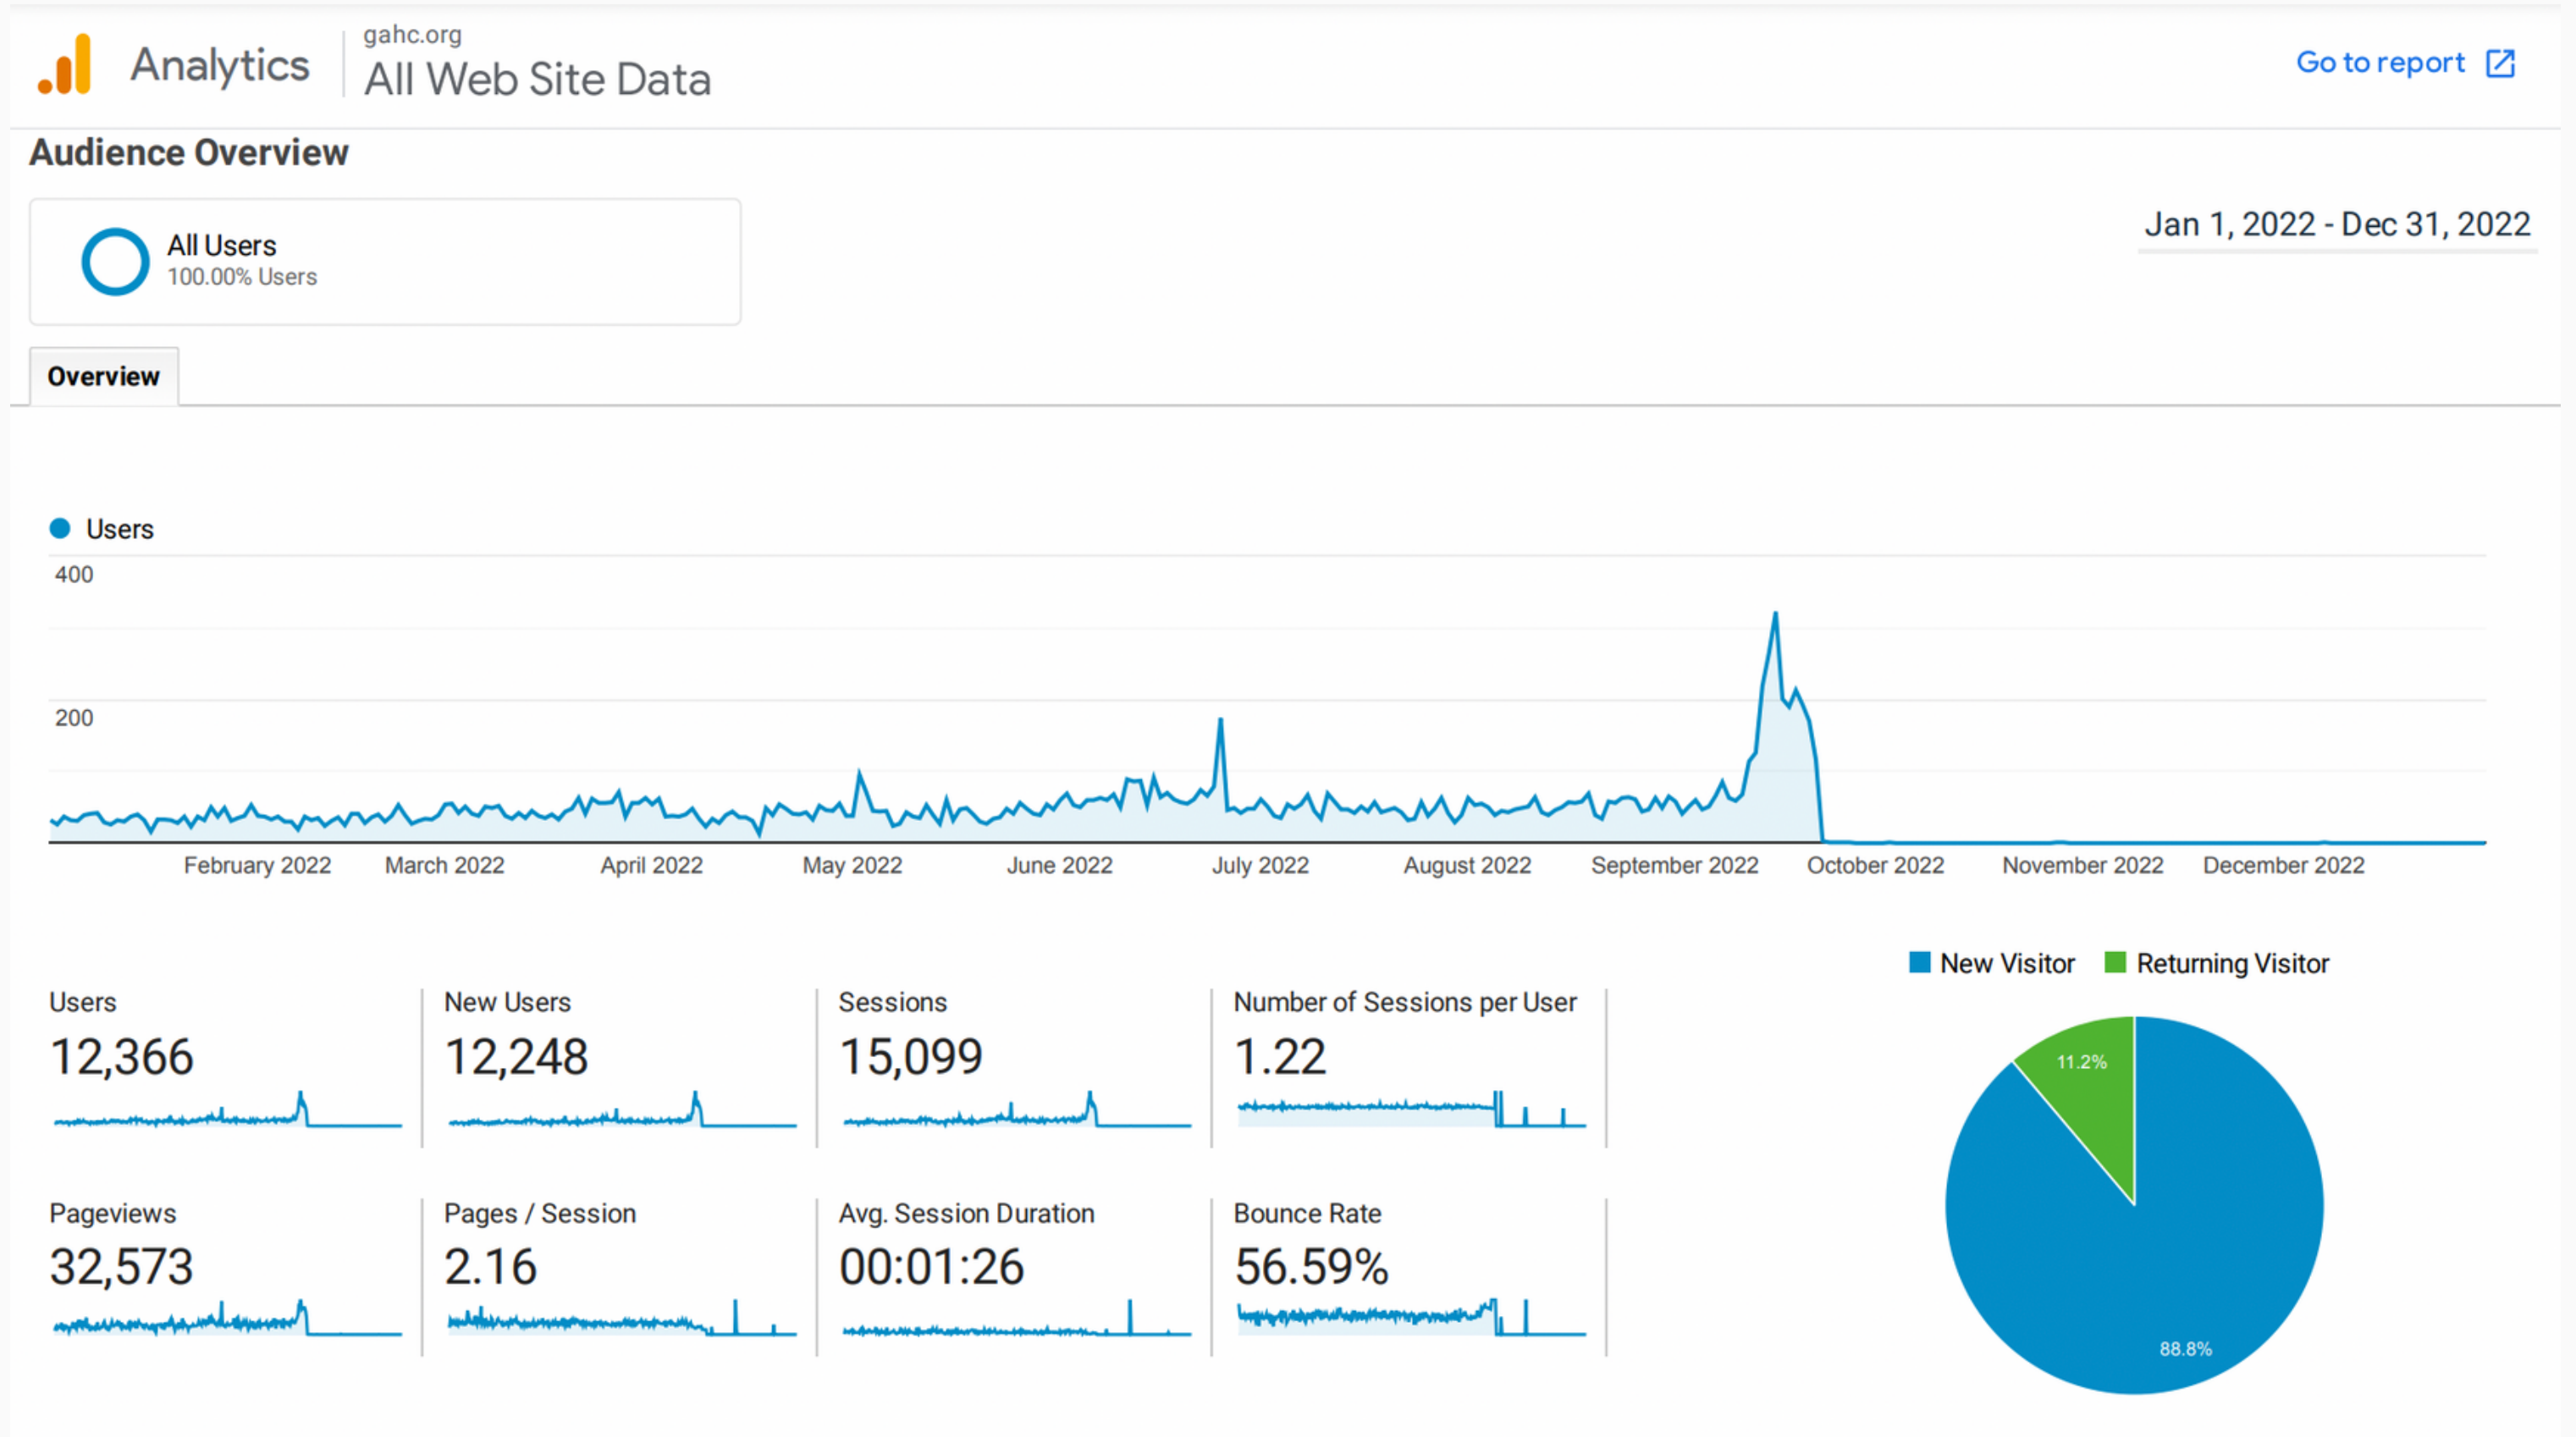 Analytics
gahc.org
All Web Site Data
Go to report
Audience Overview
All Users
100.00% Users
Jan 1, 2022 - Dec 31, 2022
Overview
Users
400
200
February 2022 March 2022 April 2022 May 2022 June 2022 July 2022 August 2022 September 2022 October 2022 November 2022 December 2022
New Visitor Returning Visitor
Users
12,366
New Users
12,248
Sessions
15,099
Number of Sessions per User
1.22
Pageviews
32,573
Pages / Session
2.16
Avg. Session Duration
00:01:26
Bounce Rate
56.59%
11.2%
88.8%